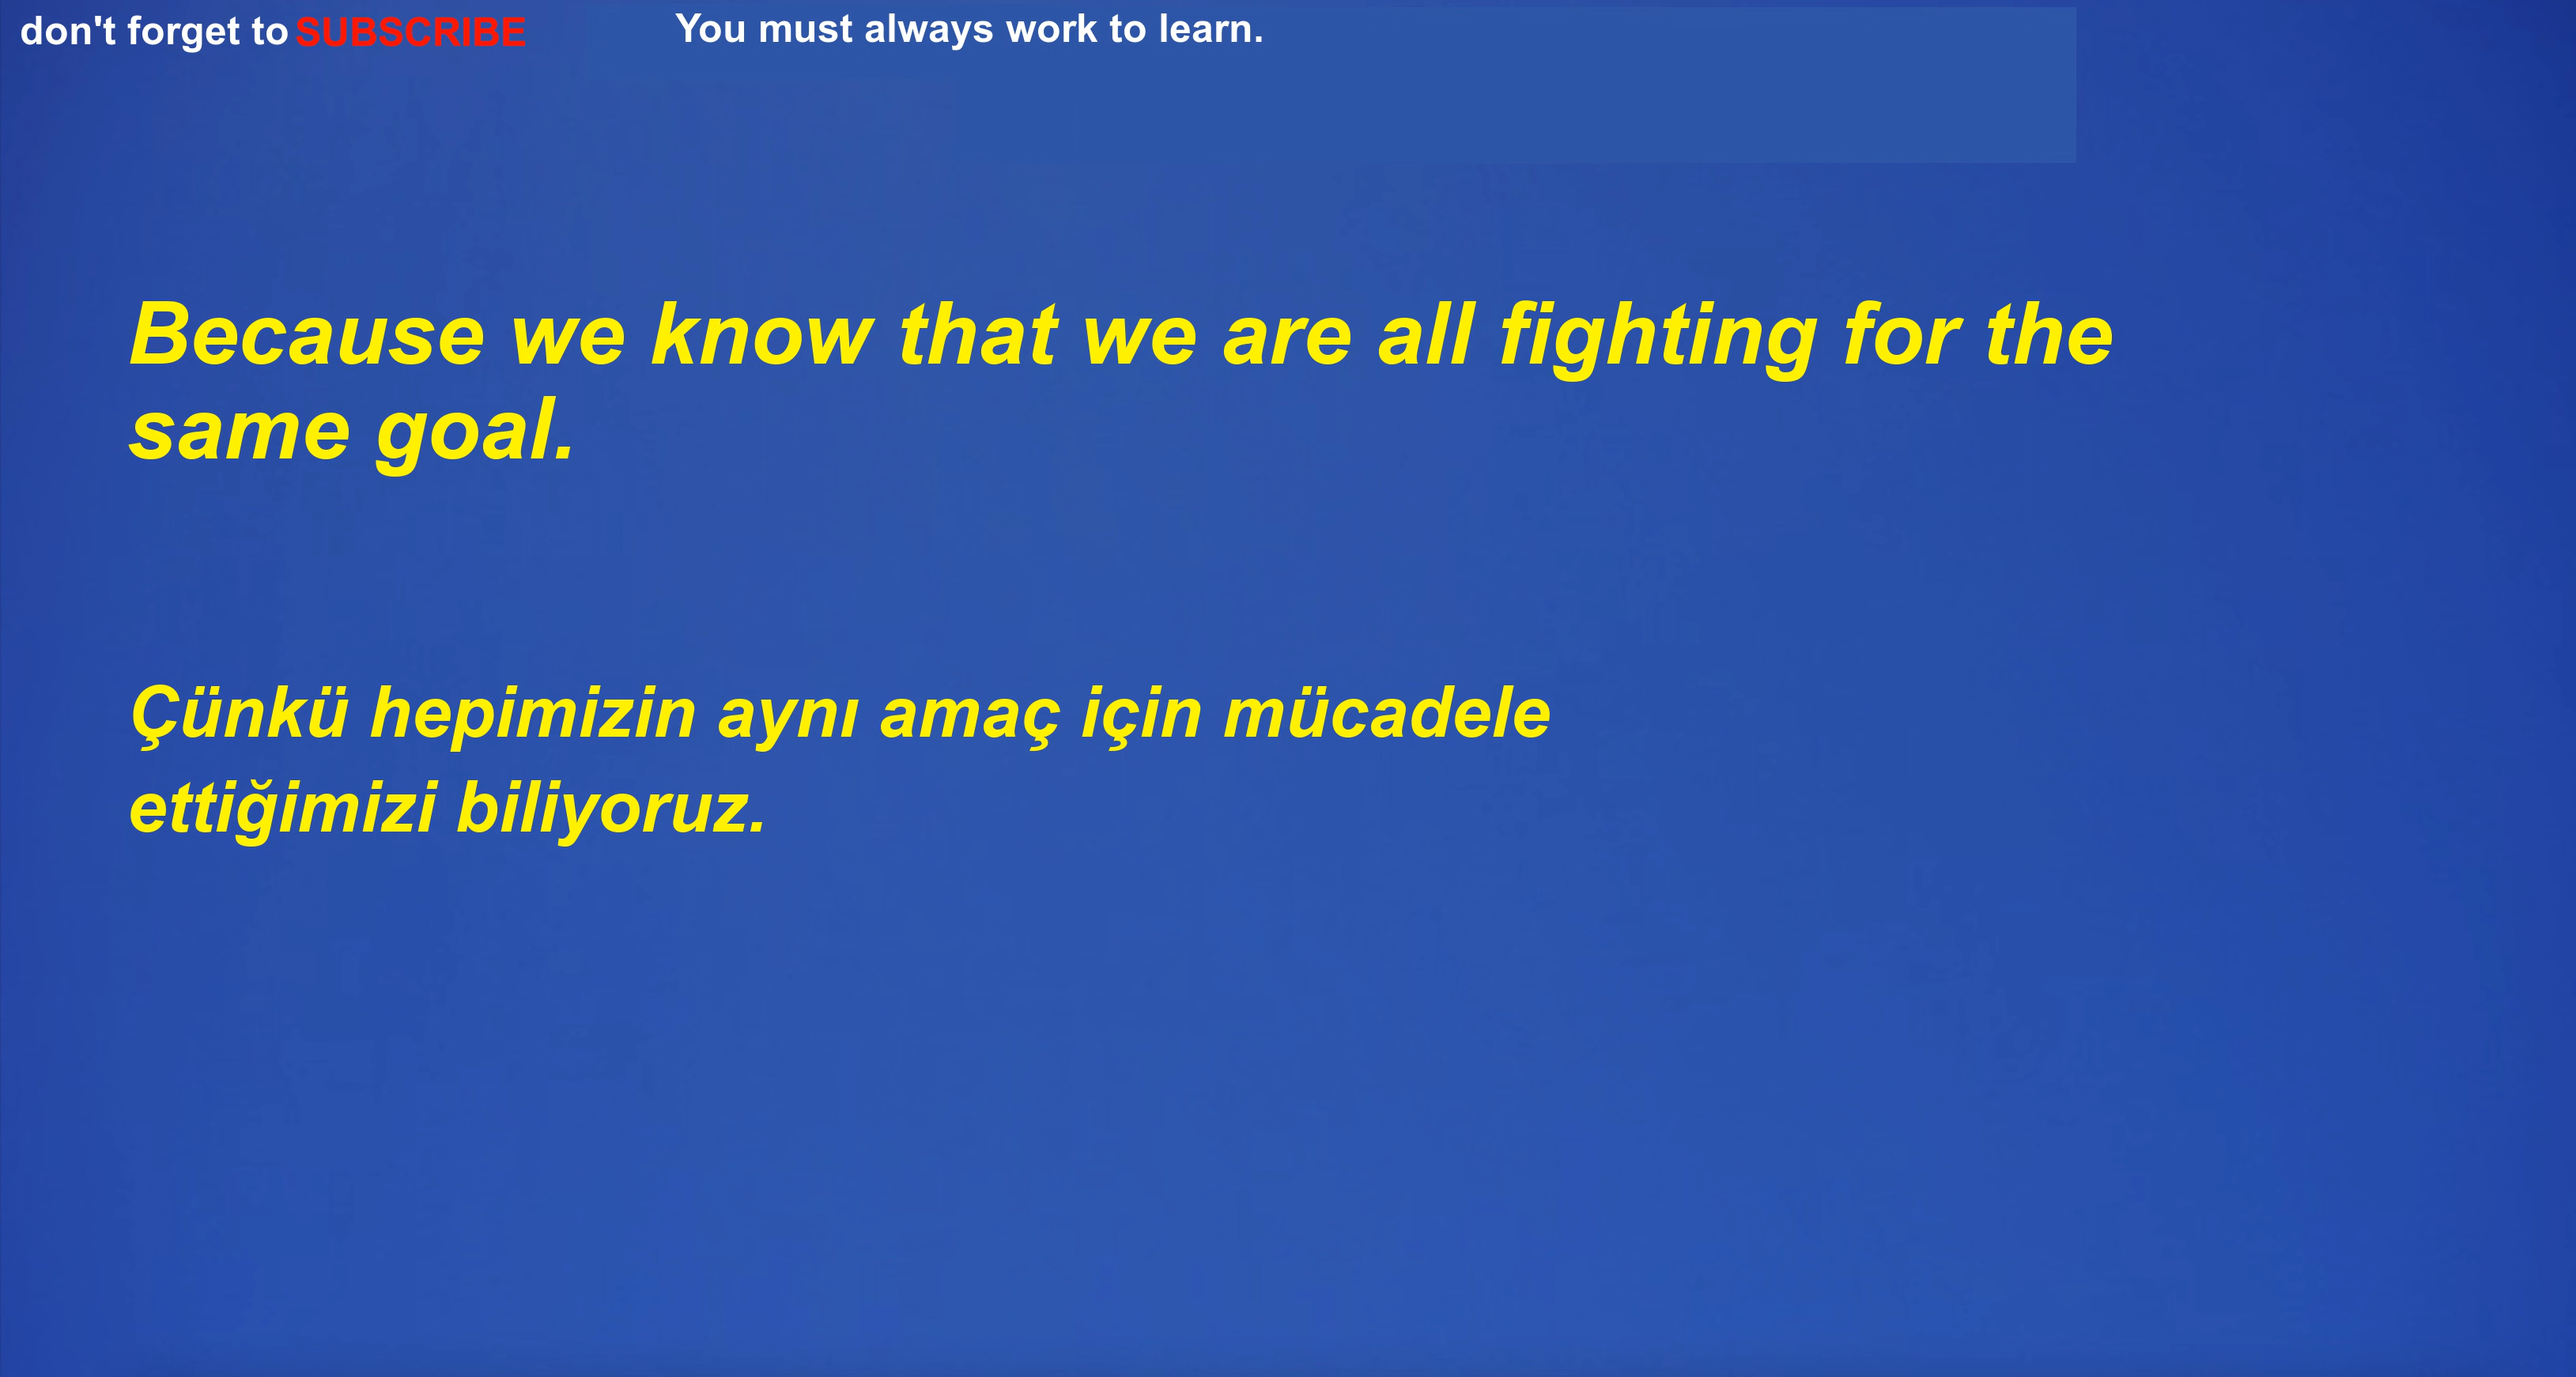 don't forget to SUBSCRIBE
You must always work to learn.
Because we know that we are all fighting for the
same goal.
Çünkü hepimizin aynı amaç için mücadele
ettiğimizi biliyoruz.